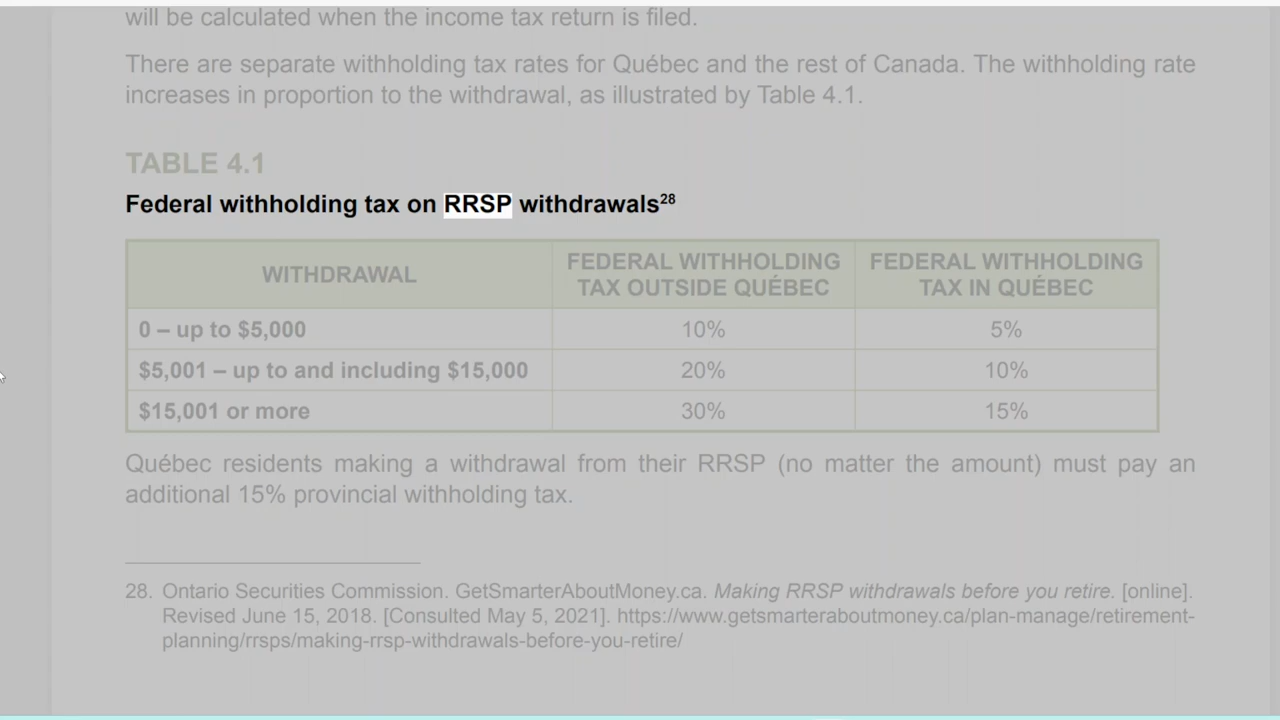 will be calculated when the income tax return is filed.
There are separate withholding tax rates for Québec and the rest of Canada. The withholding rate
increases in proportion to the withdrawal, as illustrated by Table 4.1.
TABLE 4.1
Federal withholding tax on RRSP withdrawals²⁸
WITHDRAWAL
FEDERAL WITHHOLDING
TAX OUTSIDE QUÉBEC
FEDERAL WITHHOLDING
TAX IN QUÉBEC
0 – up to $5,000 10% 5%
$5,001 – up to and including $15,000 20% 10%
$15,001 or more 30% 15%
Québec residents making a withdrawal from their RRSP (no matter the amount) must pay an
additional 15% provincial withholding tax.
28. Ontario Securities Commission. GetSmarterAboutMoney.ca. Making RRSP withdrawals before you retire. [online].
Revised June 15, 2018. [Consulted May 5, 2021]. https://www.getsmarteraboutmoney.ca/plan-manage/retirement-
planning/rrsps/making-rrsp-withdrawals-before-you-retire/